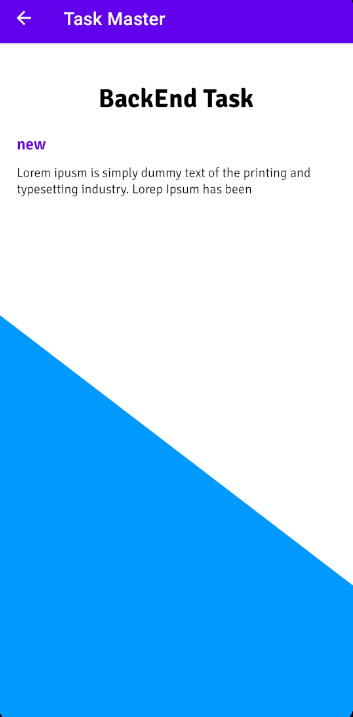 Task Master
BackEnd Task
new
Lorem ipusm is simply dummy text of the printing and
typesetting industry. Lorep Ipsum has been